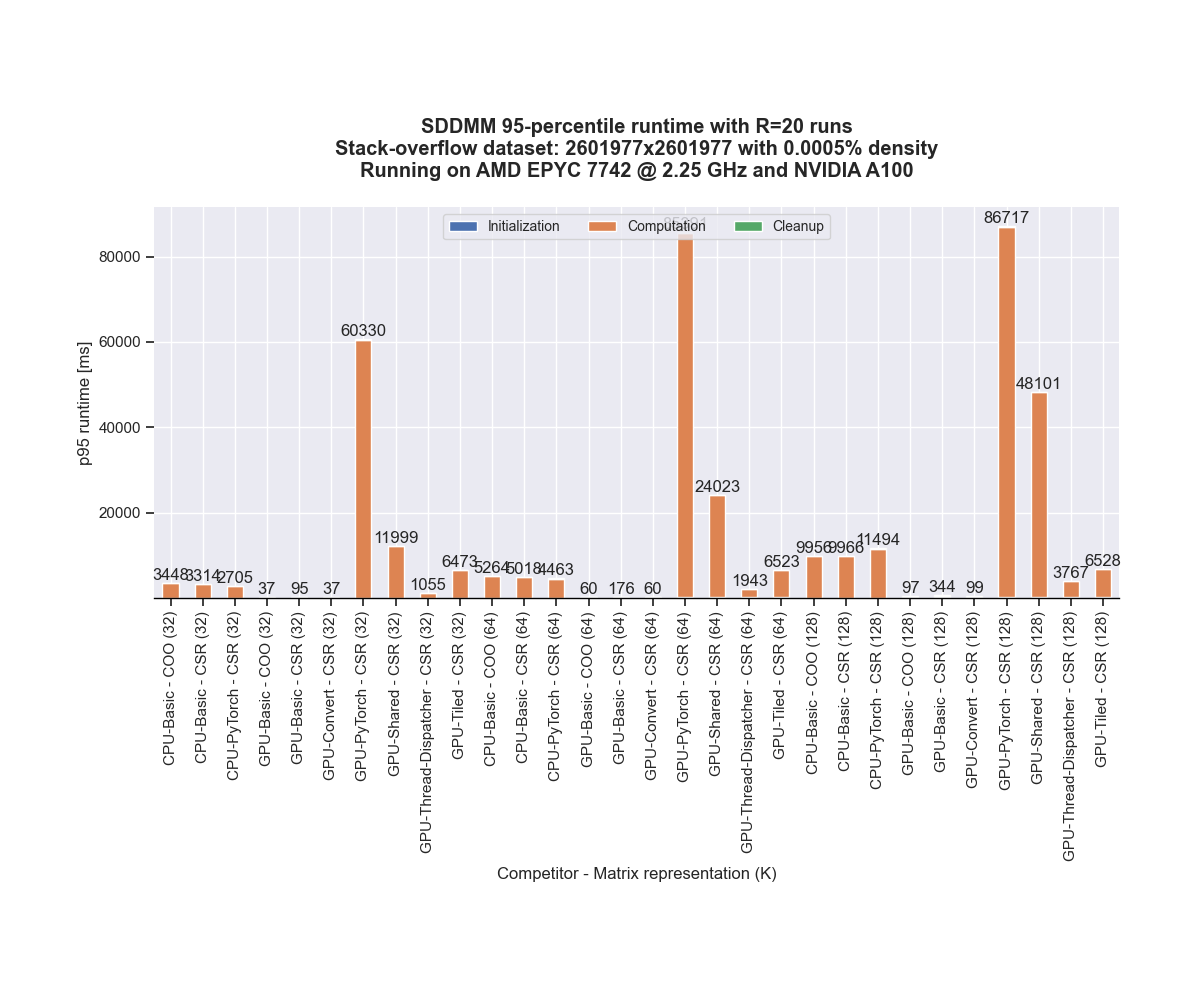 SDDMM 95-percentile runtime with R=20 runs
Stack-overflow dataset: 2601977x2601977 with 0.0005% density
Running on AMD EPYC 7742 @ 2.25 GHz and NVIDIA A100
Initialization
Computation
Cleanup
p95 runtime [ms]
80000
60000
40000
20000
3448
3314
2705
37
95
37
60330
11999
1055
6473
5264
5018
4463
60
176
60
24023
1943
6523
9956
9966
11494
97
344
99
86717
48101
3767
6528
CPU-Basic - COO (32)
CPU-Basic - CSR (32)
CPU-PyTorch - CSR (32)
GPU-Basic - COO (32)
GPU-Basic - CSR (32)
GPU-Convert - CSR (32)
GPU-PyTorch - CSR (32)
GPU-Shared - CSR (32)
GPU-Thread-Dispatcher - CSR (32)
GPU-Tiled - CSR (32)
CPU-Basic - COO (64)
CPU-Basic - CSR (64)
CPU-PyTorch - CSR (64)
GPU-Basic - COO (64)
GPU-Basic - CSR (64)
GPU-Convert - CSR (64)
GPU-PyTorch - CSR (64)
GPU-Shared - CSR (64)
GPU-Thread-Dispatcher - CSR (64)
GPU-Tiled - CSR (64)
CPU-Basic - COO (128)
CPU-Basic - CSR (128)
CPU-PyTorch - CSR (128)
GPU-Basic - COO (128)
GPU-Basic - CSR (128)
GPU-Convert - CSR (128)
GPU-PyTorch - CSR (128)
GPU-Shared - CSR (128)
GPU-Thread-Dispatcher - CSR (128)
GPU-Tiled - CSR (128)
Competitor - Matrix representation (K)